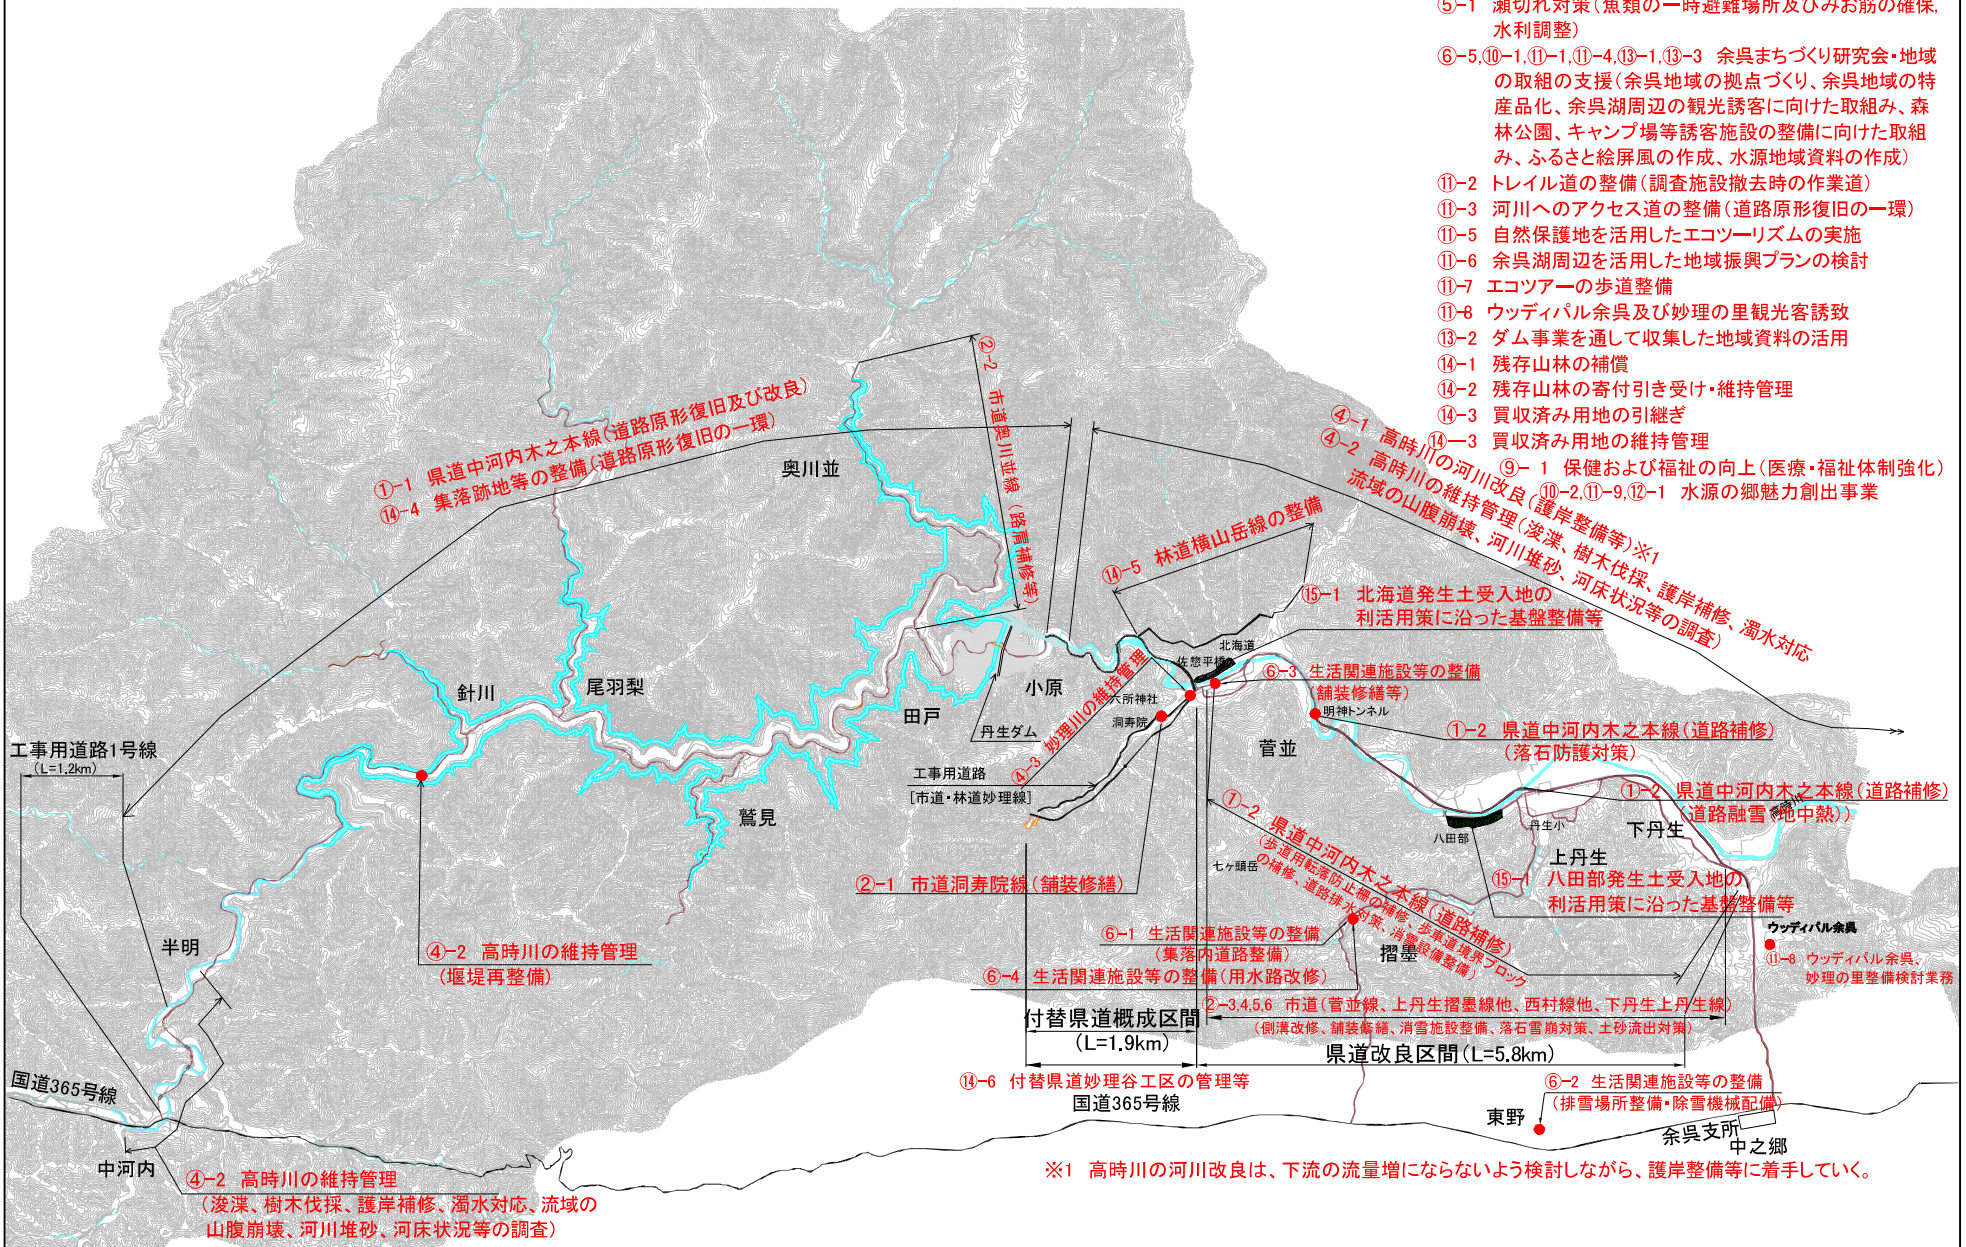 ⑤-1 瀬切れ対策(魚類の一時避難場所及びみお筋の確保,
水利調整)
⑥-5,⑩-1,⑪-1,⑪-4,⑬-1,⑬-3 余呉まちづくり研究会・地域
の取組の支援(余呉地域の拠点づくり、余呉地域の特
産品化、余呉湖周辺の観光誘客に向けた取組み、森
林公園、キャンプ場等誘客施設の整備に向けた取組
み、ふるさと絵屏風の作成、水源地域資料の作成)
⑪-2 トレイル道の整備(調査施設撤去時の作業道)
⑪-3 河川へのアクセス道の整備(道路原形復旧の一環)
⑪-5 自然保護地を活用したエコツーリズムの実施
⑪-6 余呉湖周辺を活用した地域振興プランの検討
⑪-7 エコツアーの歩道整備
⑪-8 ウッディパル余呉及び妙理の里観光客誘致
⑬-2 ダム事業を通して収集した地域資料の活用
⑭-1 残存山林の補償
⑭-2 残存山林の寄付引き受け・維持管理
⑭-3 買収済み用地の引継ぎ
⑭-3 買収済み用地の維持管理
⑨-1 保健および福祉の向上(医療・福祉体制強化)
⑩-2,⑪-9,⑫-1 水源の郷魅力創出事業
④-1 高時川の河川改良(護岸整備等)※1
④-2 高時川の維持管理(浚渫、樹木伐採、護岸補修、濁水対応
流域の山腹崩壊、河川堆砂、河床状況等の調査)
①-1 県道中河内木之本線(道路原形復旧及び改良)
⑭-4 集落跡地等の整備(道路原形復旧の一環)
②-2 市道奥川並線(路肩補修等)
奥川並
⑭-5 林道横山岳線の整備
⑮-1 北海道発生土受入地の
利活用策に沿った基盤整備等
北海道
佐惣平橋
⑥-3 生活関連施設等の整備
(舗装修繕等)
六所神社
洞寿院
明神トンネル
針川
尾羽梨
田戸
小原
丹生ダム
④-3 妙理川の維持管理
菅並
①-2 県道中河内木之本線(道路補修)
(落石防護対策)
工事用道路1号線
(L=1.2km)
工事用道路
[市道・林道妙理線]
鷲見
①-2 県道中河内木之本線(道路補修)
(道路融雪(地中熱))
高時川
八田部
丹生小
下丹生
上丹生
七ヶ頭岳
①-2 県道中河内木之本線(道路補修)
(歩道用転落防止柵の補修、歩車道境界ブロック
の補修、道路排水対策、消雪設備整備)
②-1 市道洞寿院線(舗装修繕)
⑮-1 八田部発生土受入地の
利活用策に沿った基盤整備等
半明
④-2 高時川の維持管理
(堰堤再整備)
⑥-1 生活関連施設等の整備
(集落内道路整備)
⑥-4 生活関連施設等の整備(用水路改修)
摺墨
ウッディパル余呉
⑪-8 ウッディパル余呉、
妙理の里整備検討業務
②-3,4,5,6 市道(菅並線、上丹生摺墨線他、西村線他、下丹生上丹生線)
(側溝改修、舗装修繕、消雪施設整備、落石雪崩対策、土砂流出対策)
付替県道概成区間
(L=1.9km)
県道改良区間(L=5.8km)
⑭-6 付替県道妙理谷工区の管理等
国道365号線
国道365号線
⑥-2 生活関連施設等の整備
(排雪場所整備・除雪機械配備)
東野
余呉支所
中之郷
中河内
④-2 高時川の維持管理
(浚渫、樹木伐採、護岸補修、濁水対応、流域の
山腹崩壊、河川堆砂、河床状況等の調査)
※1 高時川の河川改良は、下流の流量増にならないよう検討しながら、護岸整備等に着手していく。